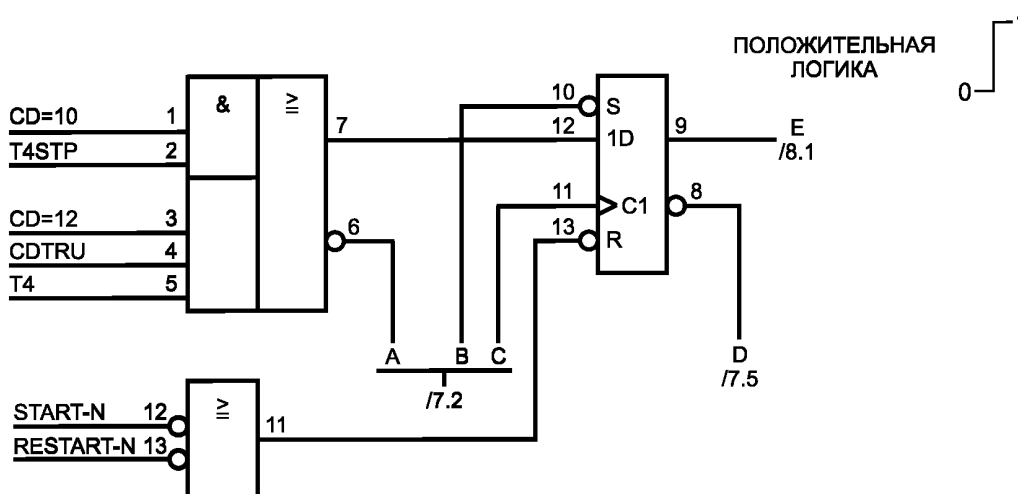 ПОЛОЖИТЕЛЬНАЯ
ЛОГИКА
0
CD=10 1
T4STP 2
CD=12 3
CDTRU 4
T4 5
&
≥
7
6
10 S
12 1D
11 C1
13 R
9
E
/8.1
8
A B C
/7.2
D
/7.5
START-N 12
RESTART-N 13
≥
11